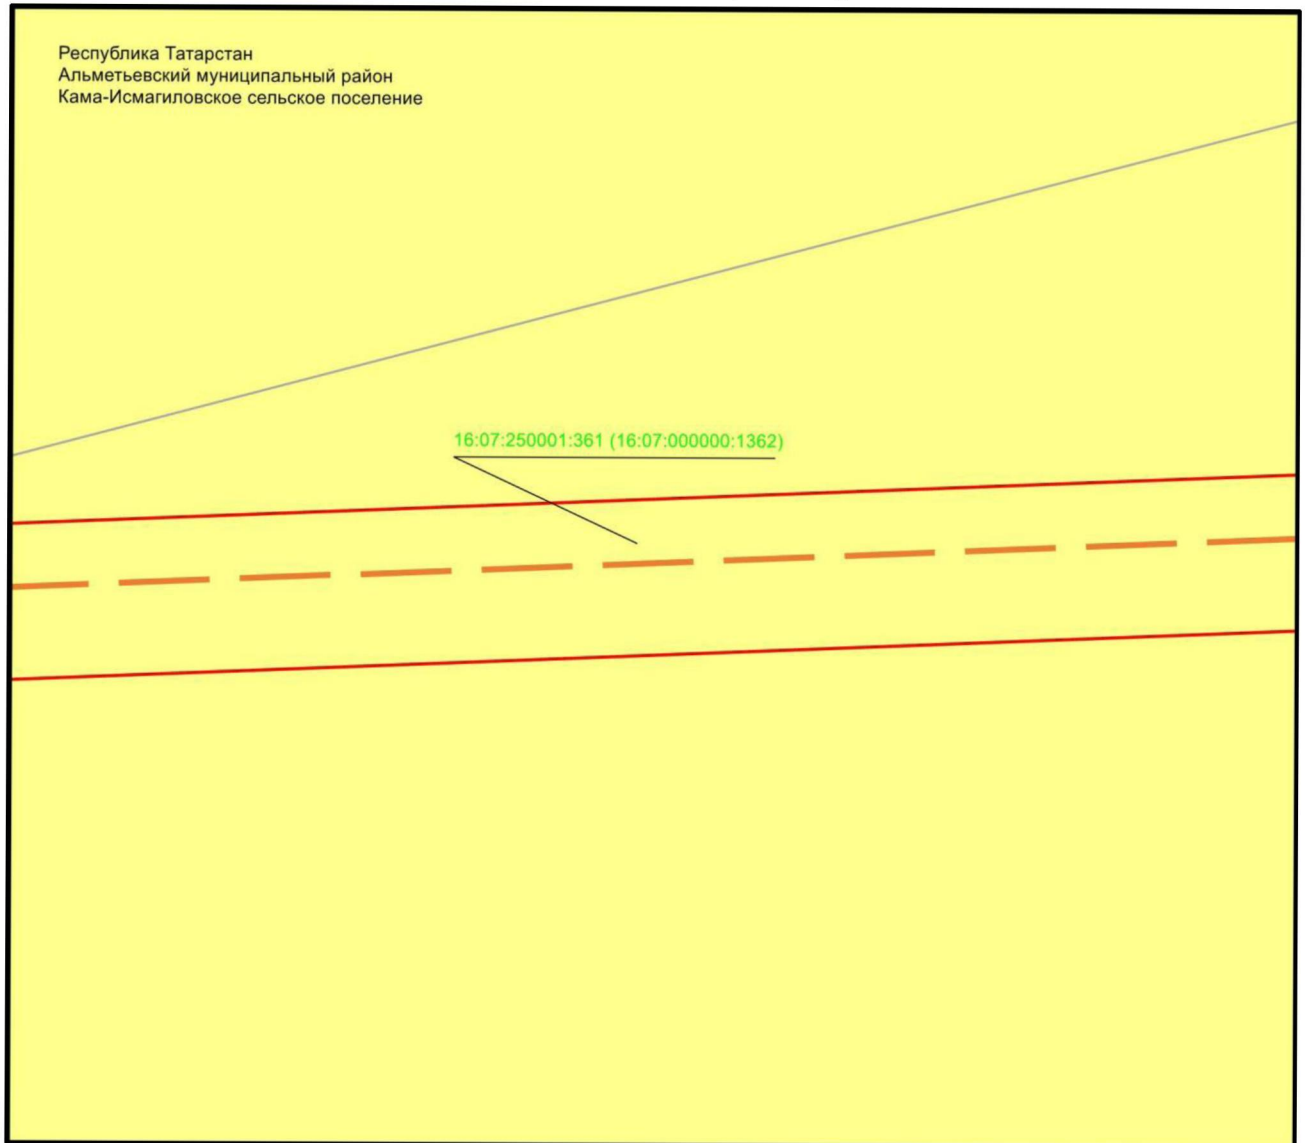 Республика Татарстан
Альметьевский муниципальный район
Кама-Исмагиловское сельское поселение
16:07:250001:361 (16:07:000000:1362)